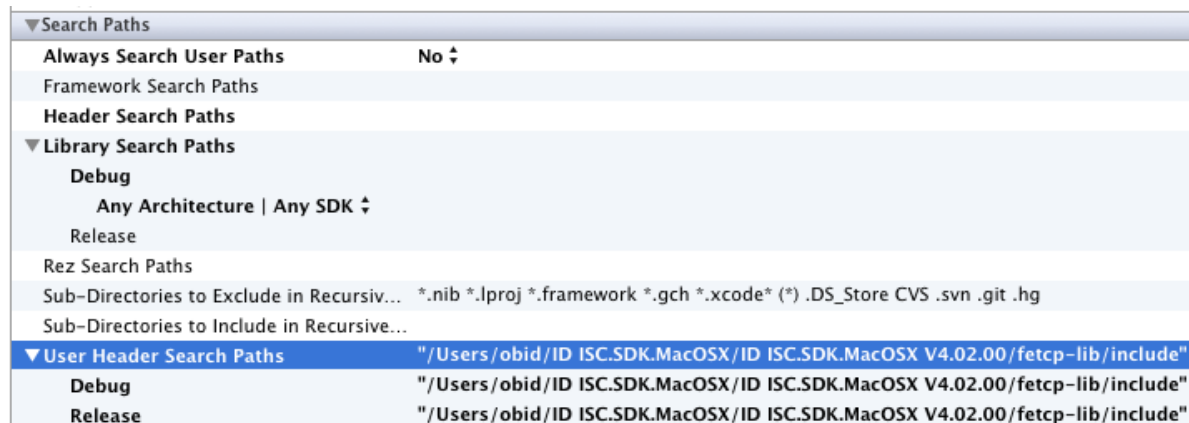 Search Paths
Always Search User Paths No
Framework Search Paths
Header Search Paths
Library Search Paths
Debug
Any Architecture | Any SDK
Release
Rez Search Paths
Sub-Directories to Exclude in Recursiv... *.nib *.lproj *.framework *.gch *.xcode* (*) .DS_Store CVS .svn .git .hg
Sub-Directories to Include in Recursive...
User Header Search Paths "/Users/obid/ID ISC.SDK.MacOSX/ID ISC.SDK.MacOSX V4.02.00/fetcp-lib/include"
Debug "/Users/obid/ID ISC.SDK.MacOSX/ID ISC.SDK.MacOSX V4.02.00/fetcp-lib/include"
Release "/Users/obid/ID ISC.SDK.MacOSX/ID ISC.SDK.MacOSX V4.02.00/fetcp-lib/include"